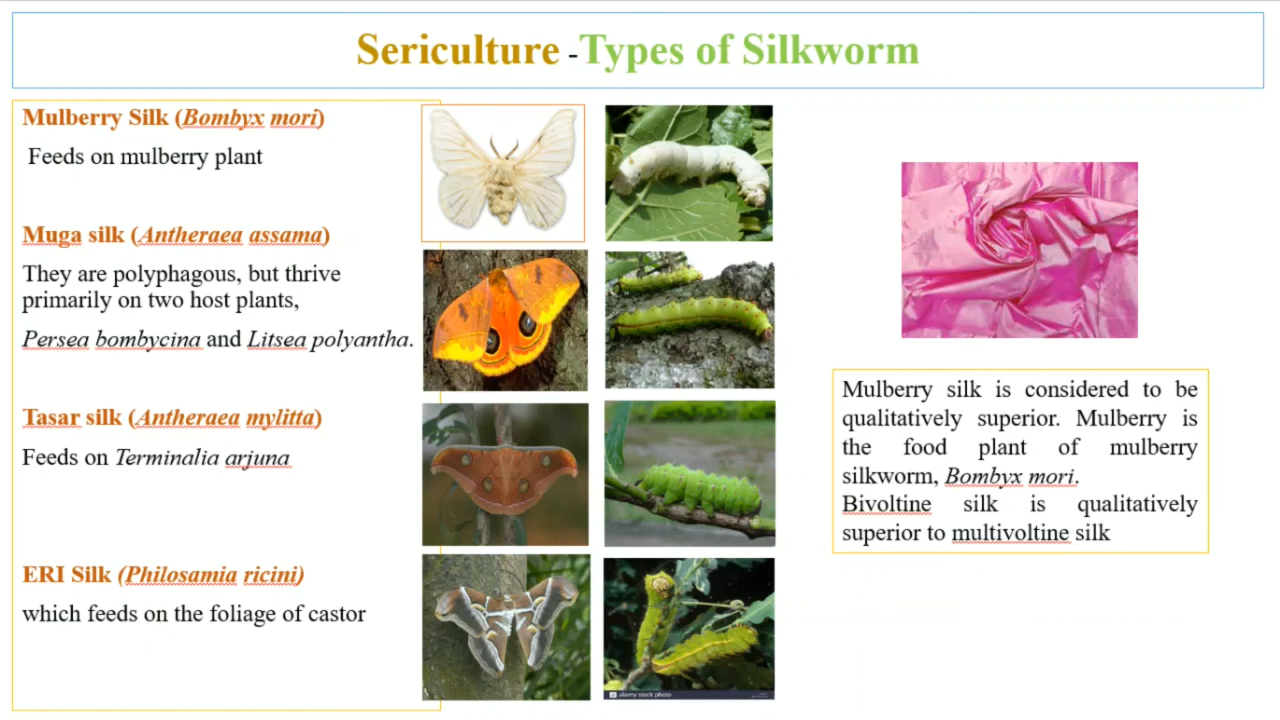 Sericulture -Types of Silkworm
Mulberry Silk (Bombyx mori)
Feeds on mulberry plant
Muga silk (Antheraea assama)
They are polyphagous, but thrive
primarily on two host plants,
Persea bombycina and Litsea polyantha.
Tasar silk (Antheraea mylitta)
Feeds on Terminalia arjuna
ERI Silk (Philosamia ricini)
which feeds on the foliage of castor
alamy stock photo
Mulberry silk is considered to be
qualitatively superior. Mulberry is
the food plant of mulberry
silkworm, Bombyx mori.
Bivoltine silk is qualitatively
superior to multivoltine silk